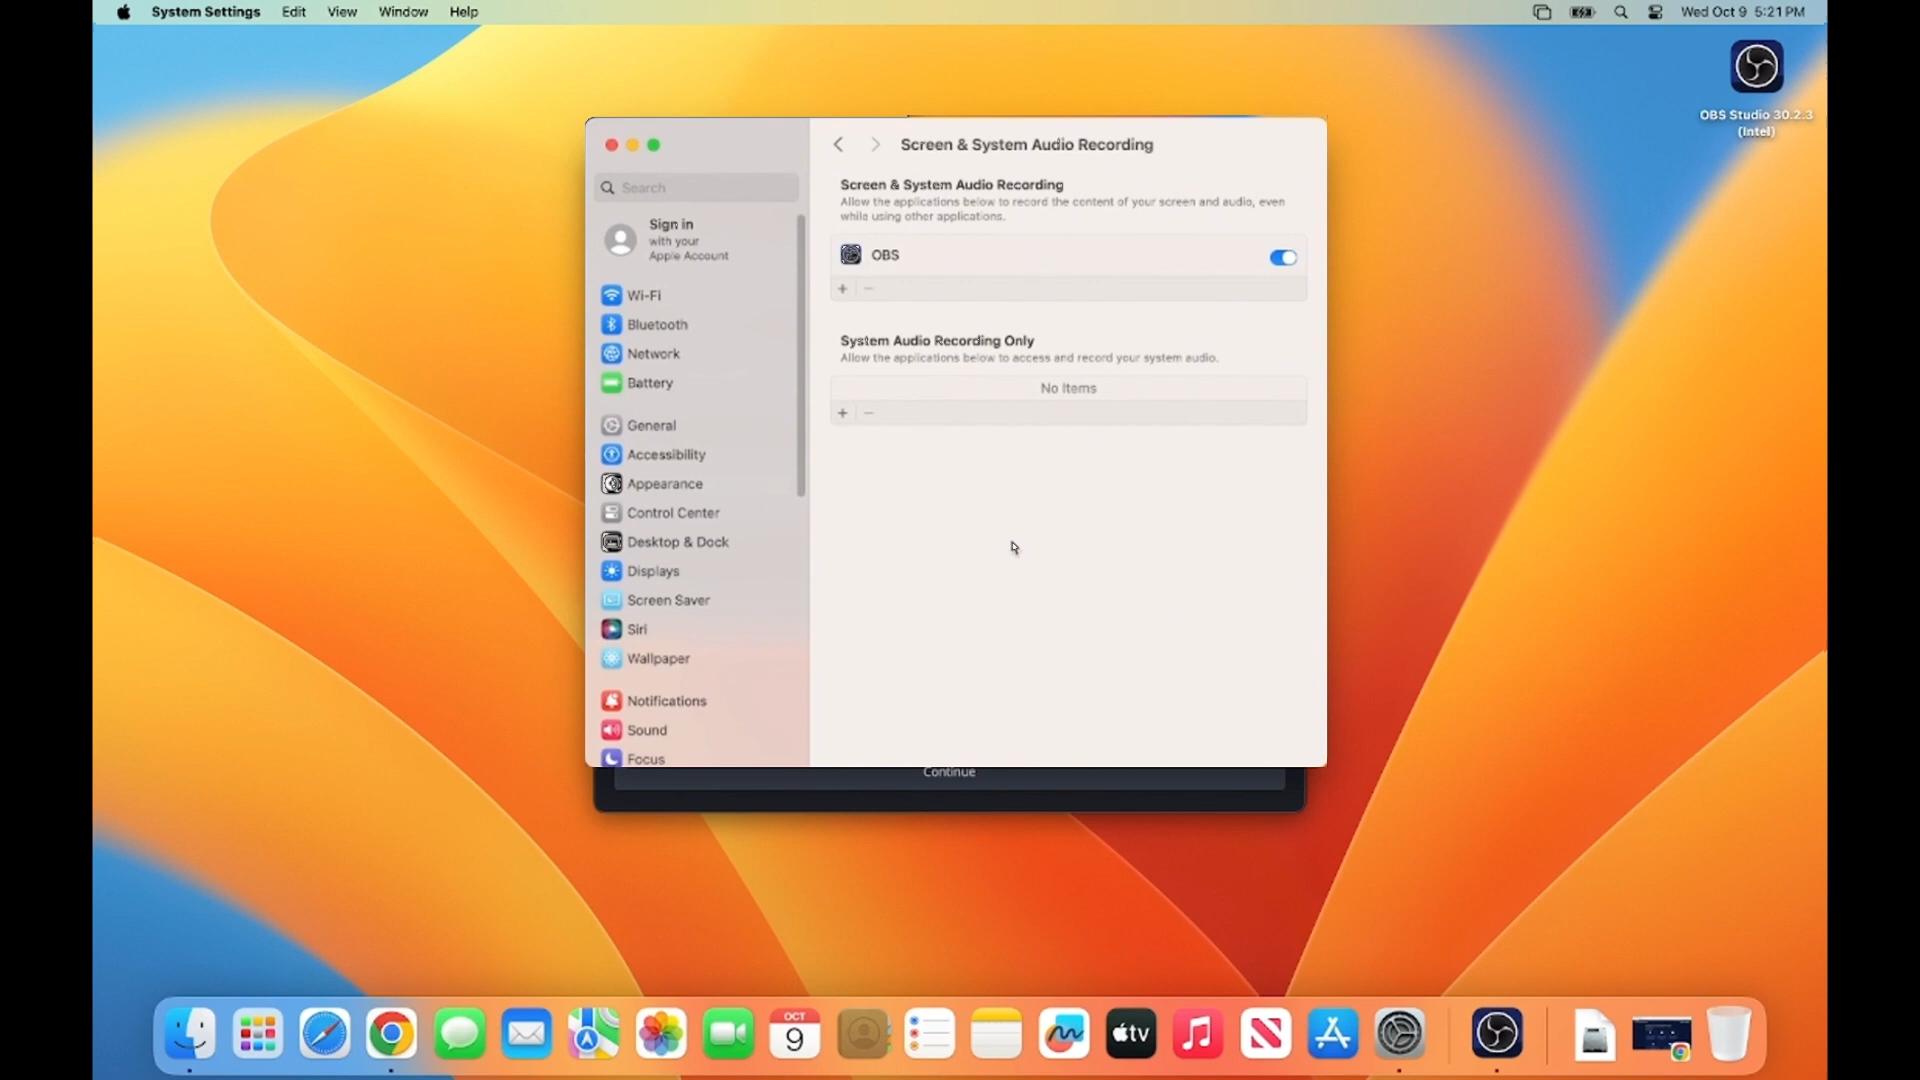 System Settings Edit View Window Help Wed Oct 9 5:21 PM
OBS Studio 30.2.3
(Intel)
Search
Sign in
with your
Apple Account
Wi-Fi
Bluetooth
Network
Battery
General
Accessibility
Appearance
Control Center
Desktop & Dock
Displays
Screen Saver
Siri
Wallpaper
Notifications
Sound
Focus
Screen & System Audio Recording
Screen & System Audio Recording
Allow the applications below to record the content of your screen and audio, even
while using other applications.
OBS
+ −
System Audio Recording Only
Allow the applications below to access and record your system audio.
No Items
+ −
Continue
OCT
9
tv